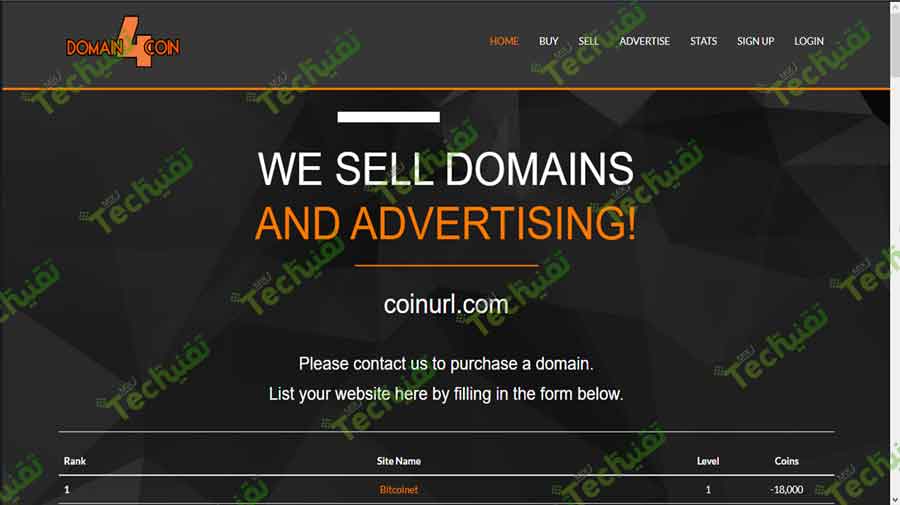 DOMAIN 4 COIN
HOME BUY SELL ADVERTISE STATS SIGN UP LOGIN
WE SELL DOMAINS
AND ADVERTISING!
coinurl.com
Please contact us to purchase a domain.
List your website here by filling in the form below.
Rank Site Name Level Coins
1 Bitcoinet 1 -18,000
Tech تقنية